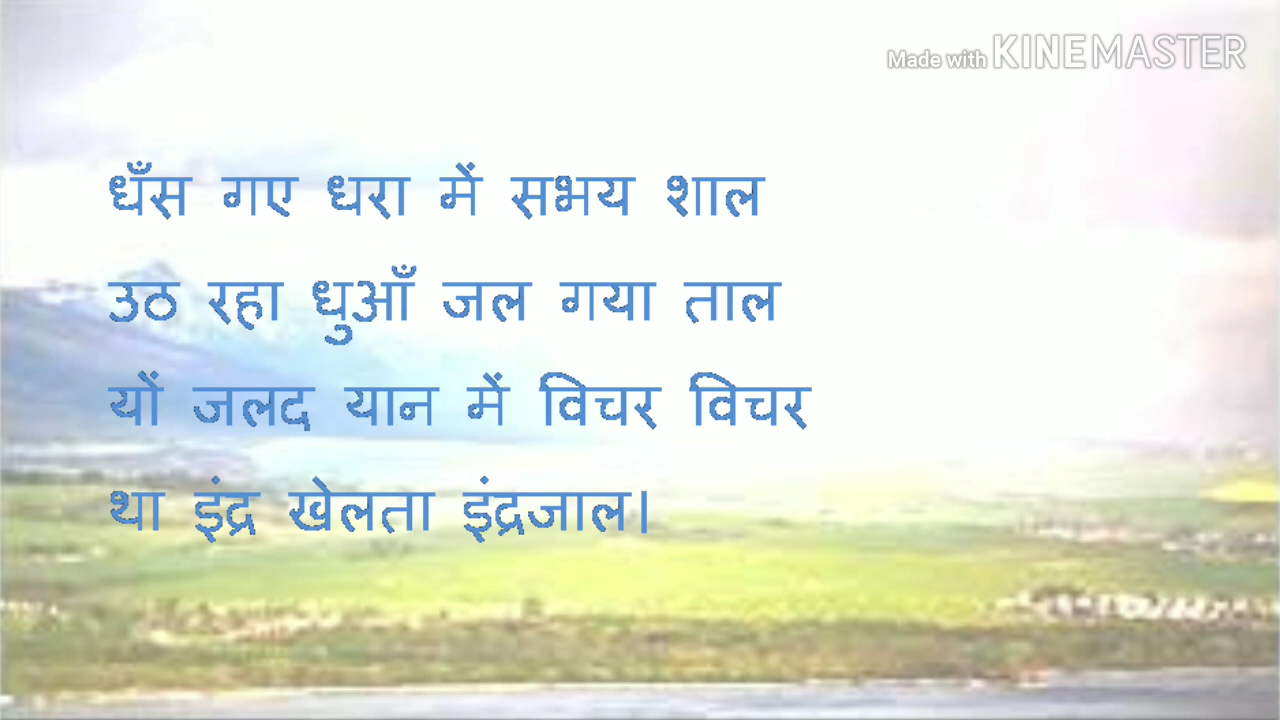 Made with KINEMASTER
धँस गए धरा में सभय शाल
उठ रहा धुआँ जल गया ताल
यों जलद यान में विचर विचर
था इंद्र खेलता इंद्रजाल।